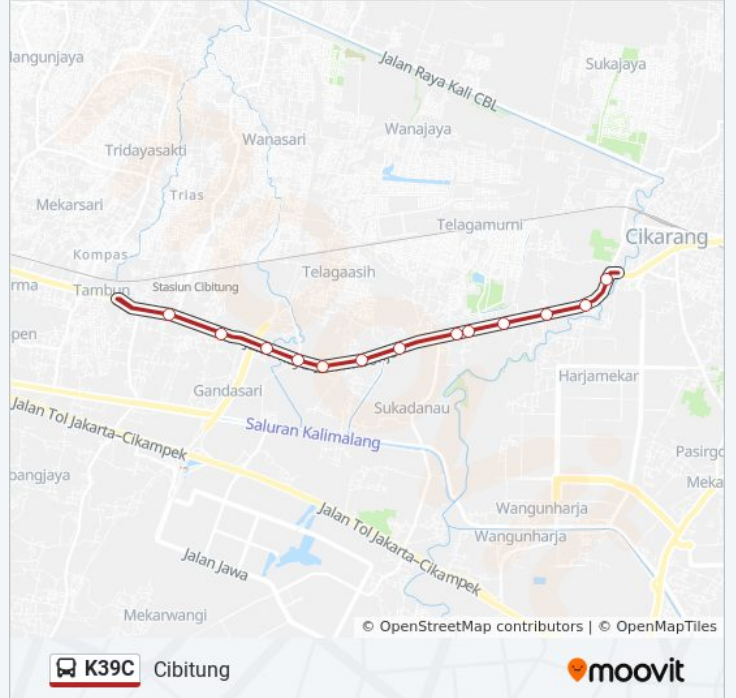 langunjaya
Jalan Raya Kali CBL
Sukajaya
Wanajaya
Wanasari
Tridayasakti
Trias
Mekarsari
Telagamurni
Cikarang
Kompas
Telagaasih
Stasiun Cibitung
rma
Tambun
pen
Harjamekar
Gandasari
Sukadanau
Jalan Tol Jakarta–Cikampek
Saluran Kalimalang
Pasirgo
bangjaya
Meka
Wangunharja
Jalan Tol Jakarta–Cikampek
Wangunharja
Jalan Jawa
Mekarwangi
© OpenStreetMap contributors | © OpenMapTiles
K39C Cibitung
moovit